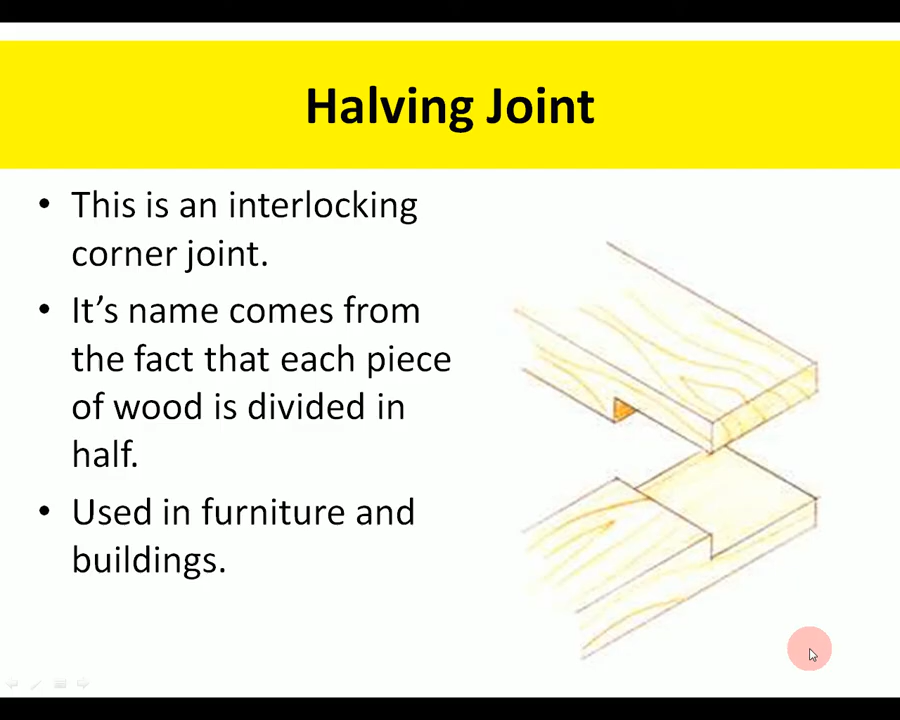 Halving Joint
• This is an interlocking
corner joint.
• It’s name comes from
the fact that each piece
of wood is divided in
half.
• Used in furniture and
buildings.